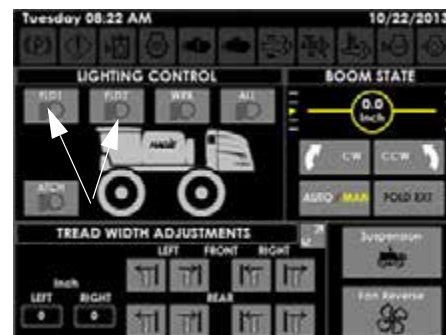 Tuesday 08:22 AM 10/22/2013
(P)
LIGHTING CONTROL
FLD1 FLD2 WRK ALL
HAGIE
ATCH
BOOM STATE
0.0
Inch
CW CCW
AUTO / MAN FOLD EXT
TREAD WIDTH ADJUSTMENTS
LEFT FRONT RIGHT
Inch
LEFT RIGHT
0 0
REAR
Suspension
Fan Reverse